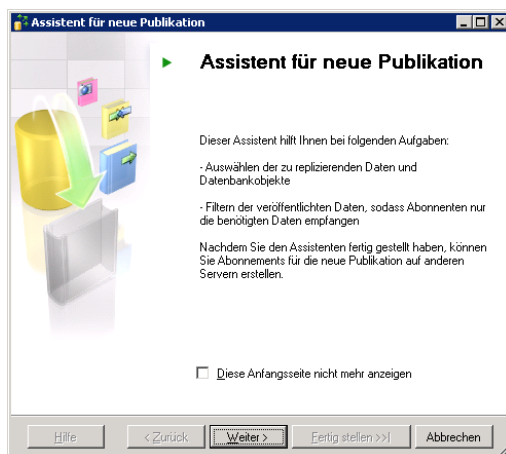 Assistent für neue Publikation
Assistent für neue Publikation
Dieser Assistent hilft Ihnen bei folgenden Aufgaben:
- Auswählen der zu replizierenden Daten und
Datenbankobjekte
- Filtern der veröffentlichten Daten, sodass Abonnenten nur
die benötigten Daten empfangen
Nachdem Sie den Assistenten fertig gestellt haben, können
Sie Abonnements für die neue Publikation auf anderen
Servern erstellen.
Diese Anfangsseite nicht mehr anzeigen
Hilfe < Zurück Weiter > Fertig stellen >>| Abbrechen